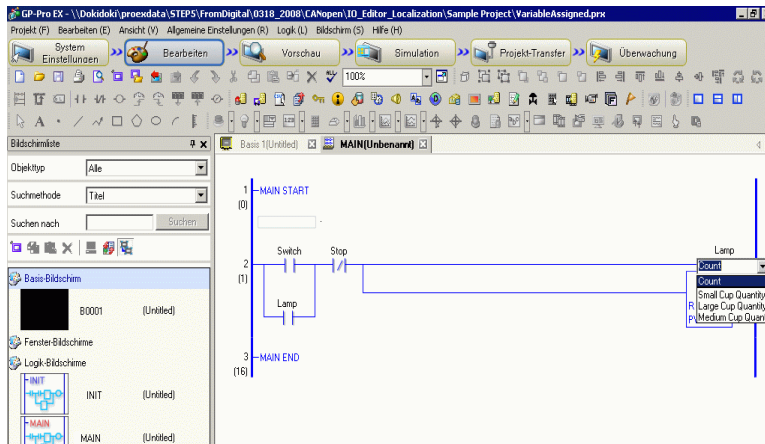 GP-Pro EX - \\Dokidoki\proexdata\STEP5\FromDigital\0318_2008\CANopen\IO_Editor_Localization\Sample Project\VariableAssigned.prx
Projekt (F) Bearbeiten (E) Ansicht (V) Allgemeine Einstellungen (R) Logik (L) Bildschirm (S) Hilfe (H)
System Einstellungen Bearbeiten Vorschau Simulation Projekt-Transfer Überwachung
100%
Bildschirmliste
Basis 1(Untitled) MAIN(Unbenannt)
Objekttyp Alle
Suchmethode Titel
Suchen nach Suchen
Basis-Bildschirm
B0001 (Untitled)
Fenster-Bildschirme
Logik-Bildschirme
INIT
INIT (Untitled)
MAIN
MAIN (Untitled)
1 MAIN START
(0)
Switch Stop Lamp
2
(1)
Lamp
Count
Count
Small Cup Quantity
R Large Cup Quantity
PV Medium Cup Quan
3 MAIN END
(16)